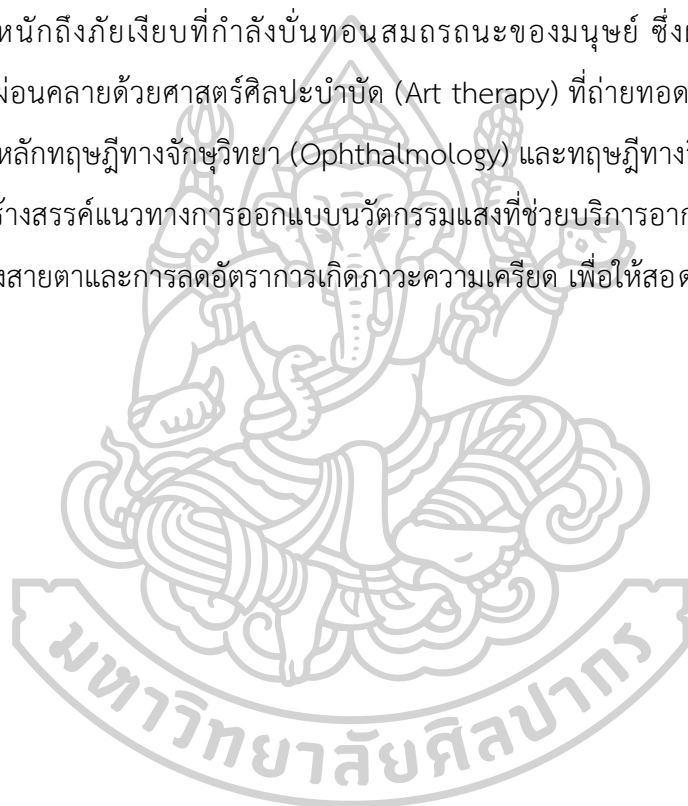 หนักถึงภัยเงียบที่กำลังบั่นทอนสมถรถนะของมนุษย์ ซึ่ง
ผ่อนคลายด้วยศาสตร์ศิลปะบำบัด (Art therapy) ที่ถ่ายทอด
หลักทฤษฎีทางจักษุวิทยา (Ophthalmology) และทฤษฎีทาง
ร้างสรรค์แนวทางการออกแบบนวัตกรรมแสงที่ช่วยบริการอาก
งสายตาและการลดอัตราการเกิดภาวะความเครียด เพื่อให้สอด
มหาวิทยาลัยศิลปากร